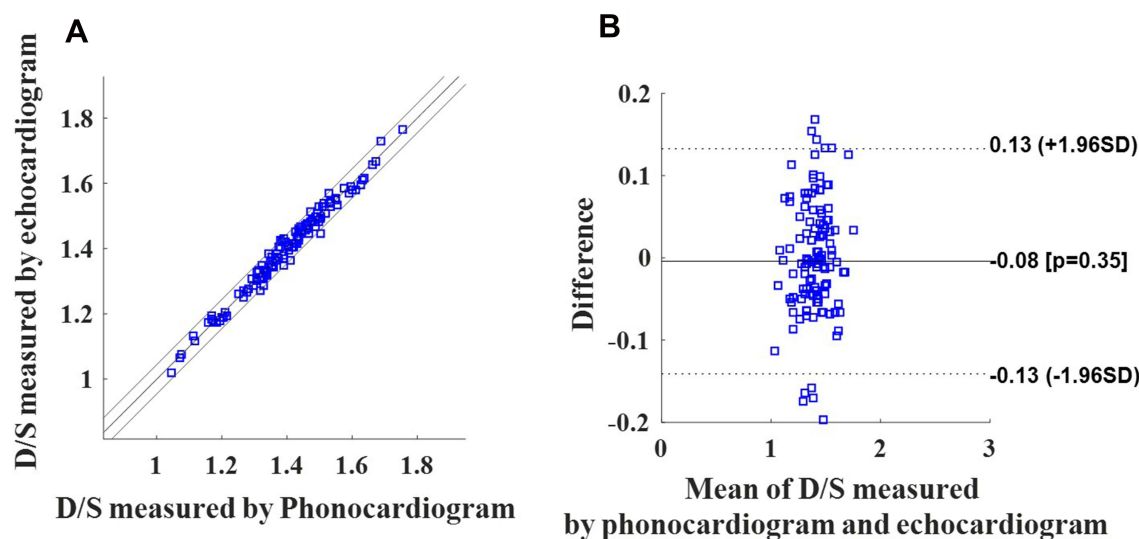 A
D/S measured by echocardiogram
1.8
1.6
1.4
1.2
1
1 1.2 1.4 1.6 1.8
D/S measured by Phonocardiogram
B
Difference
0.2
0.1
0
-0.1
-0.2
0.13 (+1.96SD)
-0.08 [p=0.35]
-0.13 (-1.96SD)
0 1 2 3
Mean of D/S measured
by phonocardiogram and echocardiogram